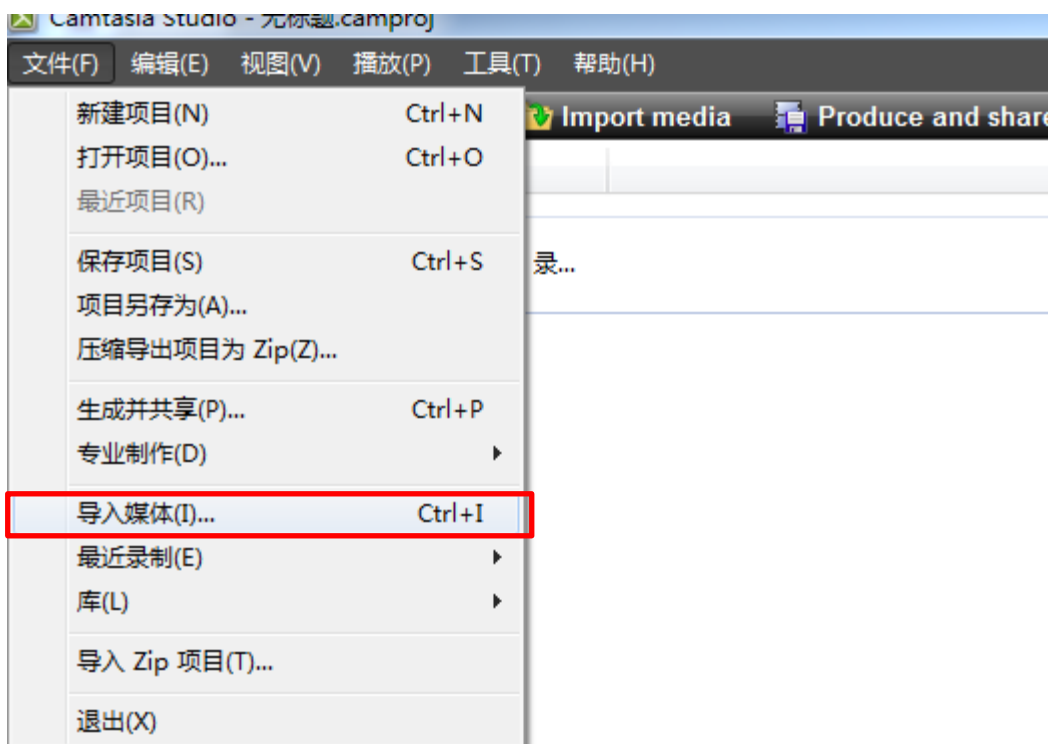 Camtasia Studio - 无标题.camproj
文件(F) 编辑(E) 视图(V) 播放(P) 工具(T) 帮助(H)
新建项目(N) Ctrl+N
Import media Produce and share
打开项目(O)... Ctrl+O
最近项目(R)
保存项目(S) Ctrl+S
录...
项目另存为(A)...
压缩导出项目为 Zip(Z)...
生成并共享(P)... Ctrl+P
专业制作(D)
导入媒体(I)... Ctrl+I
最近录制(E)
库(L)
导入 Zip 项目(T)...
退出(X)